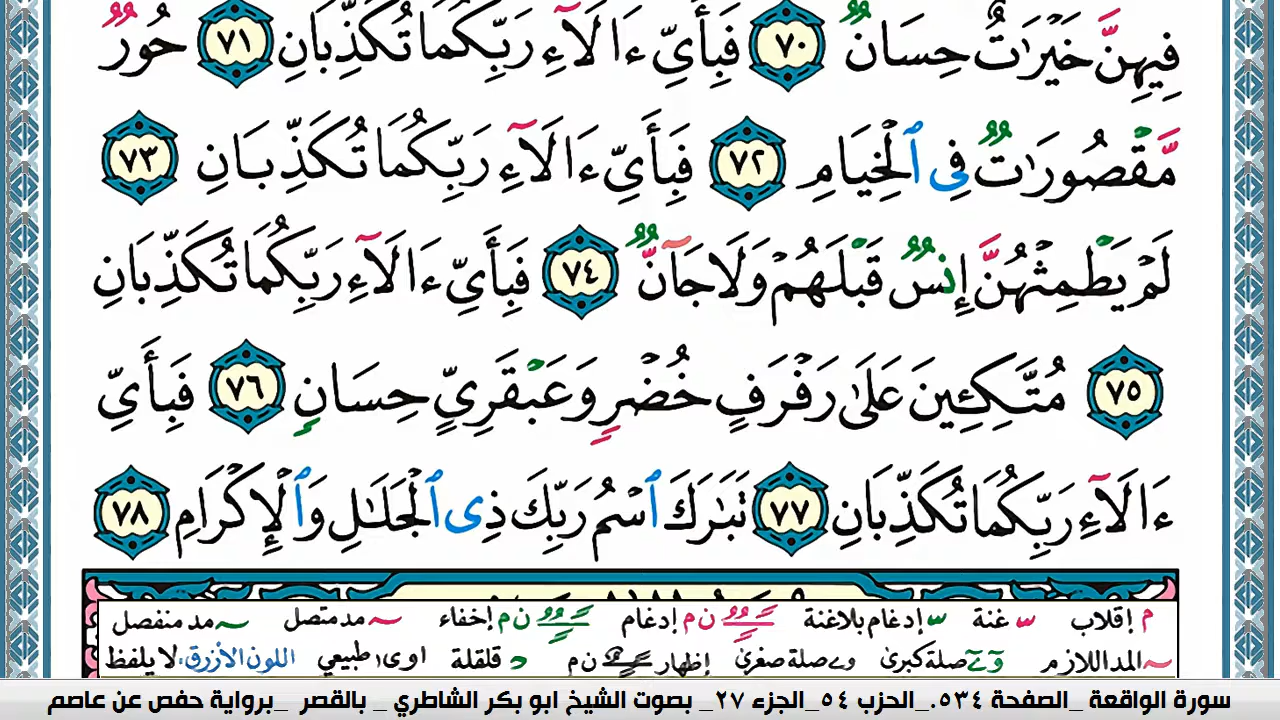 فِيهِنَّ خَيْرَٰتٌ حِسَانٌ ٧٠ فَبِأَيِّ ءَالَآءِ رَبِّكُمَا تُكَذِّبَانِ ٧١ حُورٌ
مَّقْصُورَٰتٌ فِى ٱلْخِيَامِ ٧٢ فَبِأَيِّ ءَالَآءِ رَبِّكُمَا تُكَذِّبَانِ ٧٣
لَمْ يَطْمِثْهُنَّ إِنسٌ قَبْلَهُمْ وَلَا جَآنٌّ ٧٤ فَبِأَيِّ ءَالَآءِ رَبِّكُمَا تُكَذِّبَانِ
٧٥ مُتَّكِـِٔينَ عَلَىٰ رَفْرَفٍ خُضْرٍ وَعَبْقَرِيٍّ حِسَانٍ ٧٦ فَبِأَيِّ
ءَالَآءِ رَبِّكُمَا تُكَذِّبَانِ ٧٧ تَبَٰرَكَ ٱسْمُ رَبِّكَ ذِى ٱلْجَلَٰلِ وَٱلْإِكْرَامِ ٧٨
م إقلاب س غنة س إدغام بلاغنة ن م إدغام ن م إخفاء مد متصل مد منفصل
المد اللازم صلة كبرى صلة صغرى إظهار ن م قلقلة اوى طبيعي اللون الأزرق، لا يلفظ
سورة الواقعة _الصفحة ٥٣٤._الحزب ٥٤_الجزء ٢٧_ بصوت الشيخ ابو بكر الشاطري _ بالقصر _برواية حفص عن عاصم